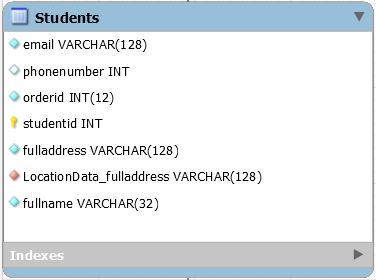 Students
email VARCHAR(128)
phonenumber INT
orderid INT(12)
studentid INT
fulladdress VARCHAR(128)
LocationData_fulladdress VARCHAR(128)
fullname VARCHAR(32)
Indexes